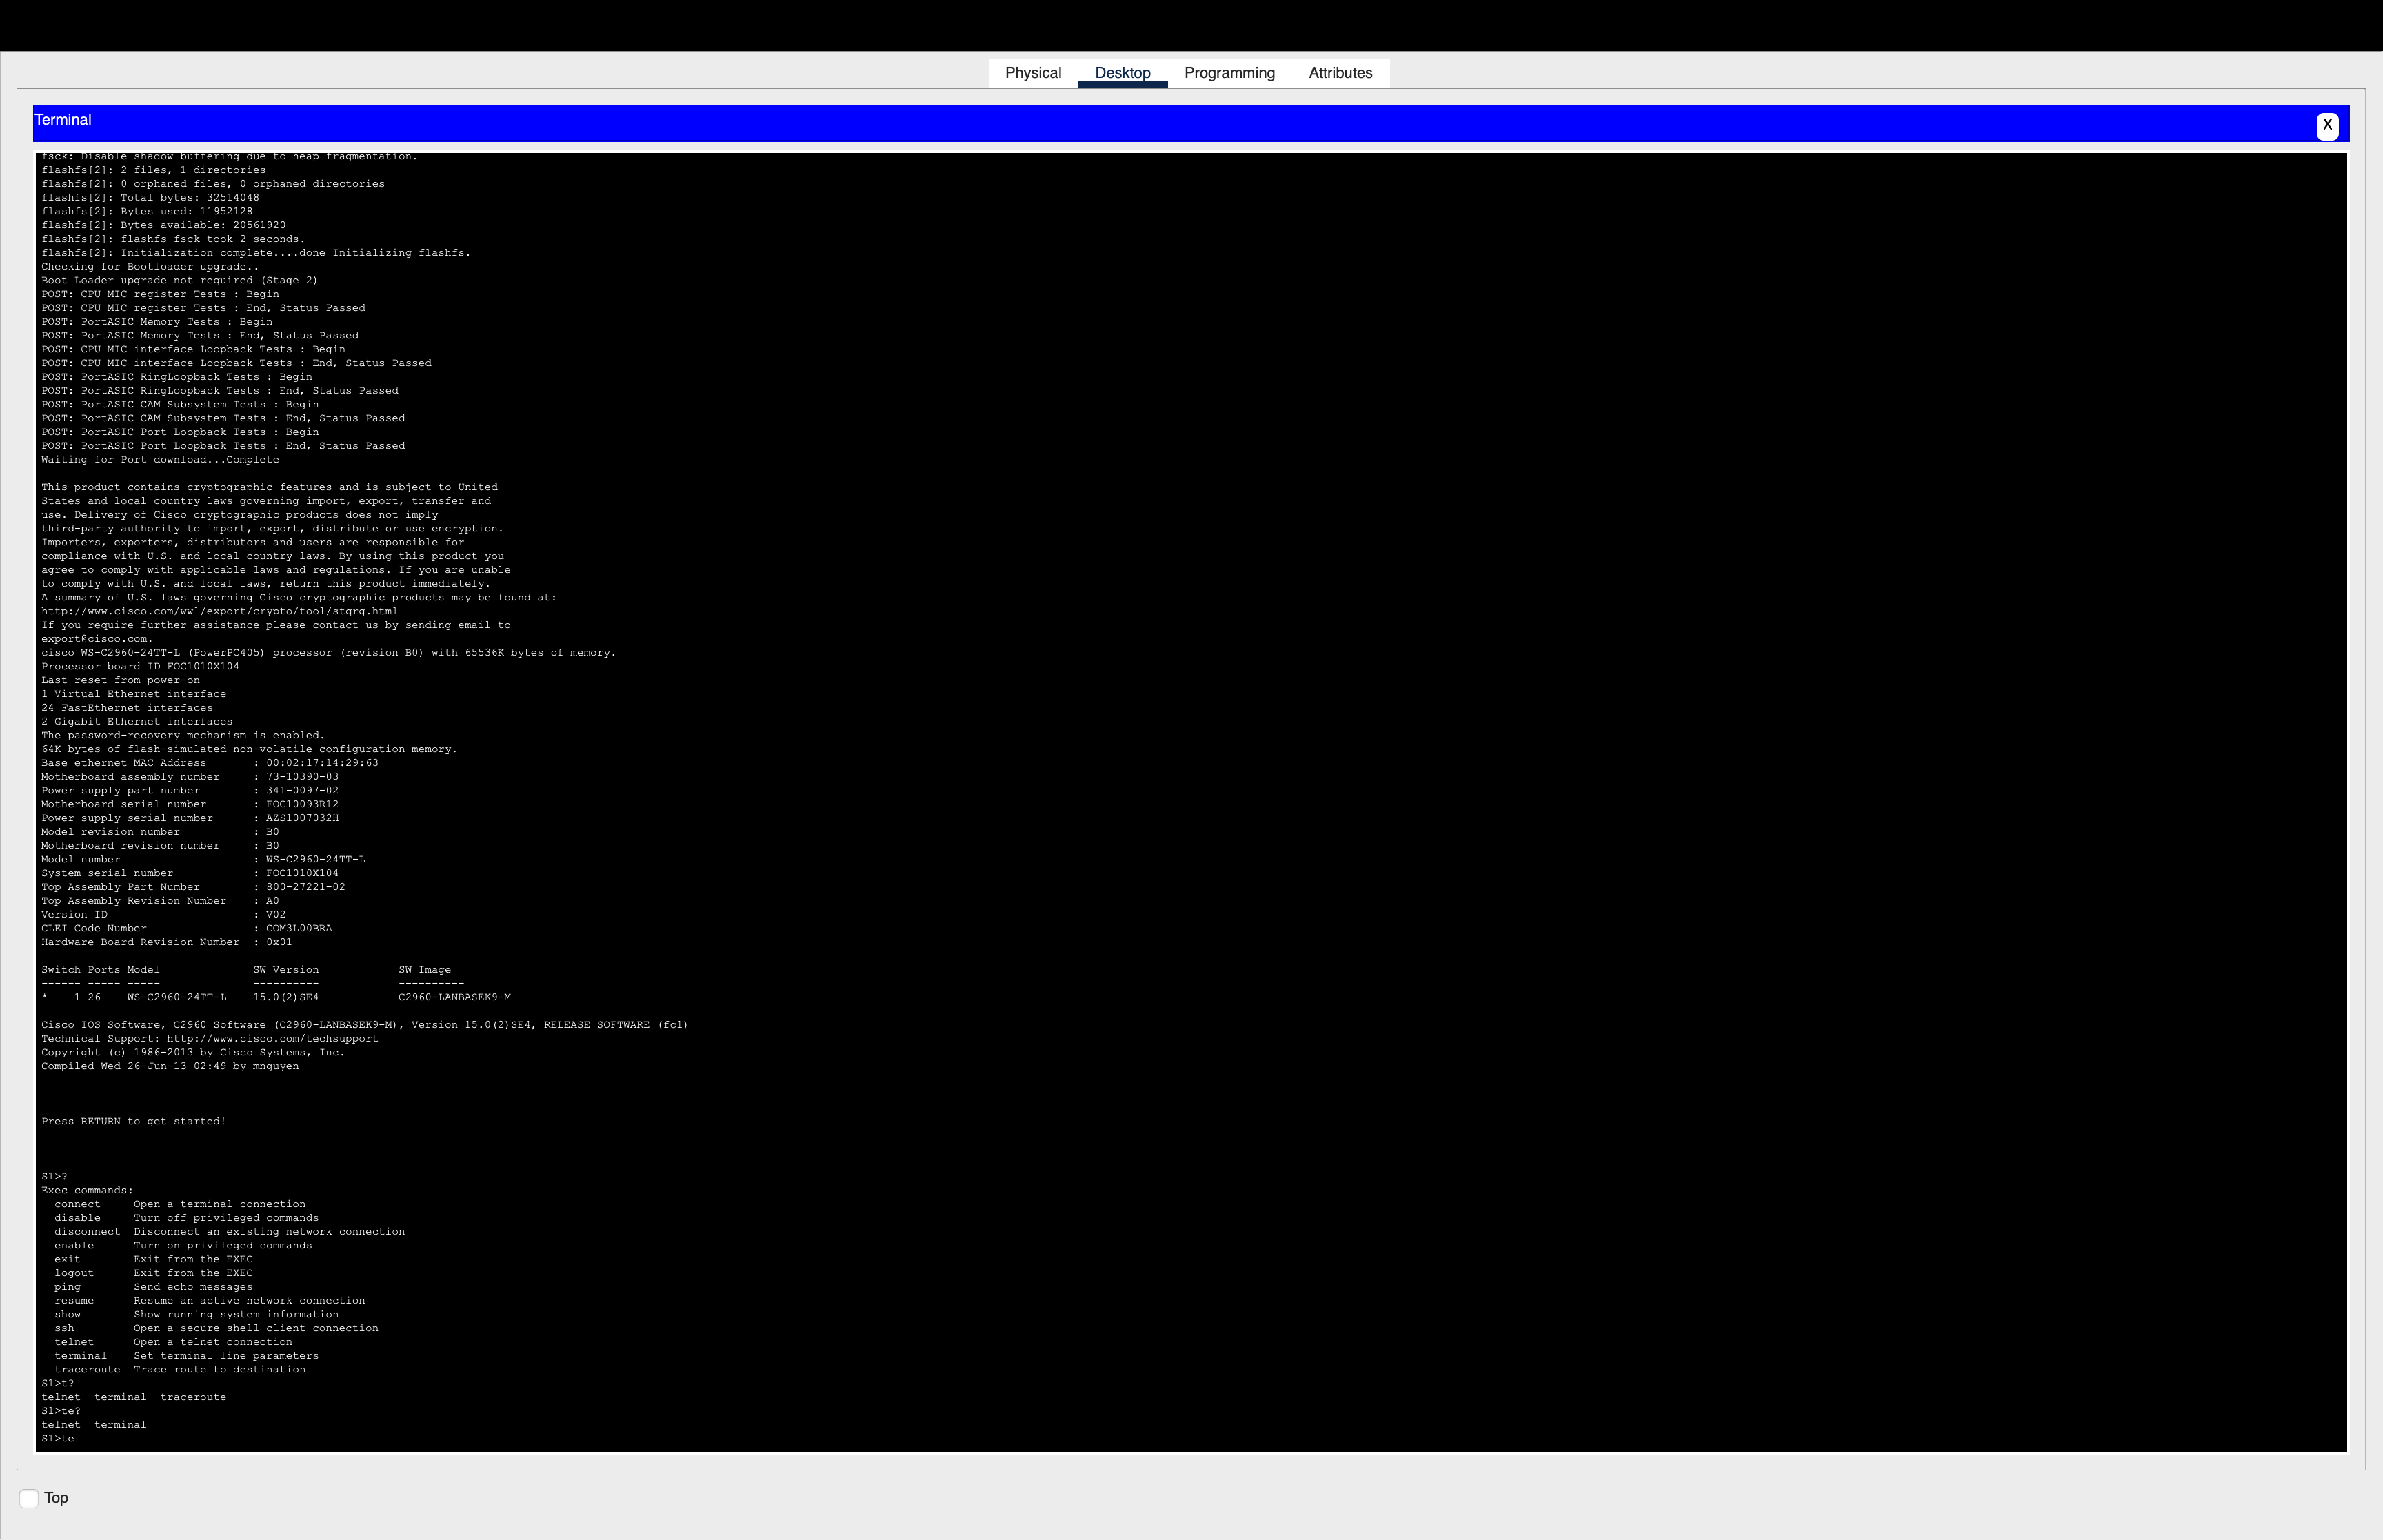 Physical Desktop Programming Attributes
Terminal
X
fsck: Disable shadow buffering due to heap fragmentation.
flashfs[2]: 2 files, 1 directories
flashfs[2]: 0 orphaned files, 0 orphaned directories
flashfs[2]: Total bytes: 32514048
flashfs[2]: Bytes used: 11952128
flashfs[2]: Bytes available: 20561920
flashfs[2]: flashfs fsck took 2 seconds.
flashfs[2]: Initialization complete....done Initializing flashfs.
Checking for Bootloader upgrade..
Boot Loader upgrade not required (Stage 2)
POST: CPU MIC register Tests : Begin
POST: CPU MIC register Tests : End, Status Passed
POST: PortASIC Memory Tests : Begin
POST: PortASIC Memory Tests : End, Status Passed
POST: CPU MIC interface Loopback Tests : Begin
POST: CPU MIC interface Loopback Tests : End, Status Passed
POST: PortASIC RingLoopback Tests : Begin
POST: PortASIC RingLoopback Tests : End, Status Passed
POST: PortASIC CAM Subsystem Tests : Begin
POST: PortASIC CAM Subsystem Tests : End, Status Passed
POST: PortASIC Port Loopback Tests : Begin
POST: PortASIC Port Loopback Tests : End, Status Passed
Waiting for Port download...Complete
This product contains cryptographic features and is subject to United
States and local country laws governing import, export, transfer and
use. Delivery of Cisco cryptographic products does not imply
third-party authority to import, export, distribute or use encryption.
Importers, exporters, distributors and users are responsible for
compliance with U.S. and local country laws. By using this product you
agree to comply with applicable laws and regulations. If you are unable
to comply with U.S. and local laws, return this product immediately.
A summary of U.S. laws governing Cisco cryptographic products may be found at:
http://www.cisco.com/wwl/export/crypto/tool/stqrg.html
If you require further assistance please contact us by sending email to
export@cisco.com.
cisco WS-C2960-24TT-L (PowerPC405) processor (revision B0) with 65536K bytes of memory.
Processor board ID FOC1010X104
Last reset from power-on
1 Virtual Ethernet interface
24 FastEthernet interfaces
2 Gigabit Ethernet interfaces
The password-recovery mechanism is enabled.
64K bytes of flash-simulated non-volatile configuration memory.
Base ethernet MAC Address : 00:02:17:14:29:63
Motherboard assembly number : 73-10390-03
Power supply part number : 341-0097-02
Motherboard serial number : FOC10093R12
Power supply serial number : AZS1007032H
Model revision number : B0
Motherboard revision number : B0
Model number : WS-C2960-24TT-L
System serial number : FOC1010X104
Top Assembly Part Number : 800-27221-02
Top Assembly Revision Number : A0
Version ID : V02
CLEI Code Number : COM3L00BRA
Hardware Board Revision Number : 0x01
Switch Ports Model SW Version SW Image
------ ----- ----- ---------- ----------
* 1 26 WS-C2960-24TT-L 15.0(2)SE4 C2960-LANBASEK9-M
Cisco IOS Software, C2960 Software (C2960-LANBASEK9-M), Version 15.0(2)SE4, RELEASE SOFTWARE (fc1)
Technical Support: http://www.cisco.com/techsupport
Copyright (c) 1986-2013 by Cisco Systems, Inc.
Compiled Wed 26-Jun-13 02:49 by mnguyen
Press RETURN to get started!
S1>?
Exec commands:
connect Open a terminal connection
disable Turn off privileged commands
disconnect Disconnect an existing network connection
enable Turn on privileged commands
exit Exit from the EXEC
logout Exit from the EXEC
ping Send echo messages
resume Resume an active network connection
show Show running system information
ssh Open a secure shell client connection
telnet Open a telnet connection
terminal Set terminal line parameters
traceroute Trace route to destination
S1>t?
telnet terminal traceroute
S1>te?
telnet terminal
S1>te
Top